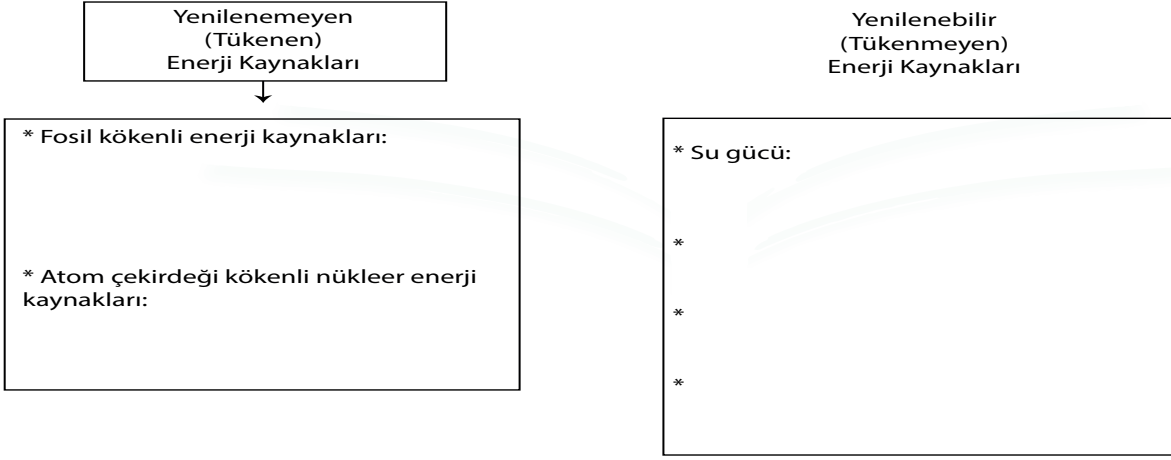 Yenilenemeyen
(Tükenen)
Enerji Kaynakları
* Fosil kökenli enerji kaynakları:
* Atom çekirdeği kökenli nükleer enerji
kaynakları:
Yenilenebilir
(Tükenmeyen)
Enerji Kaynakları
* Su gücü:
*
*
*